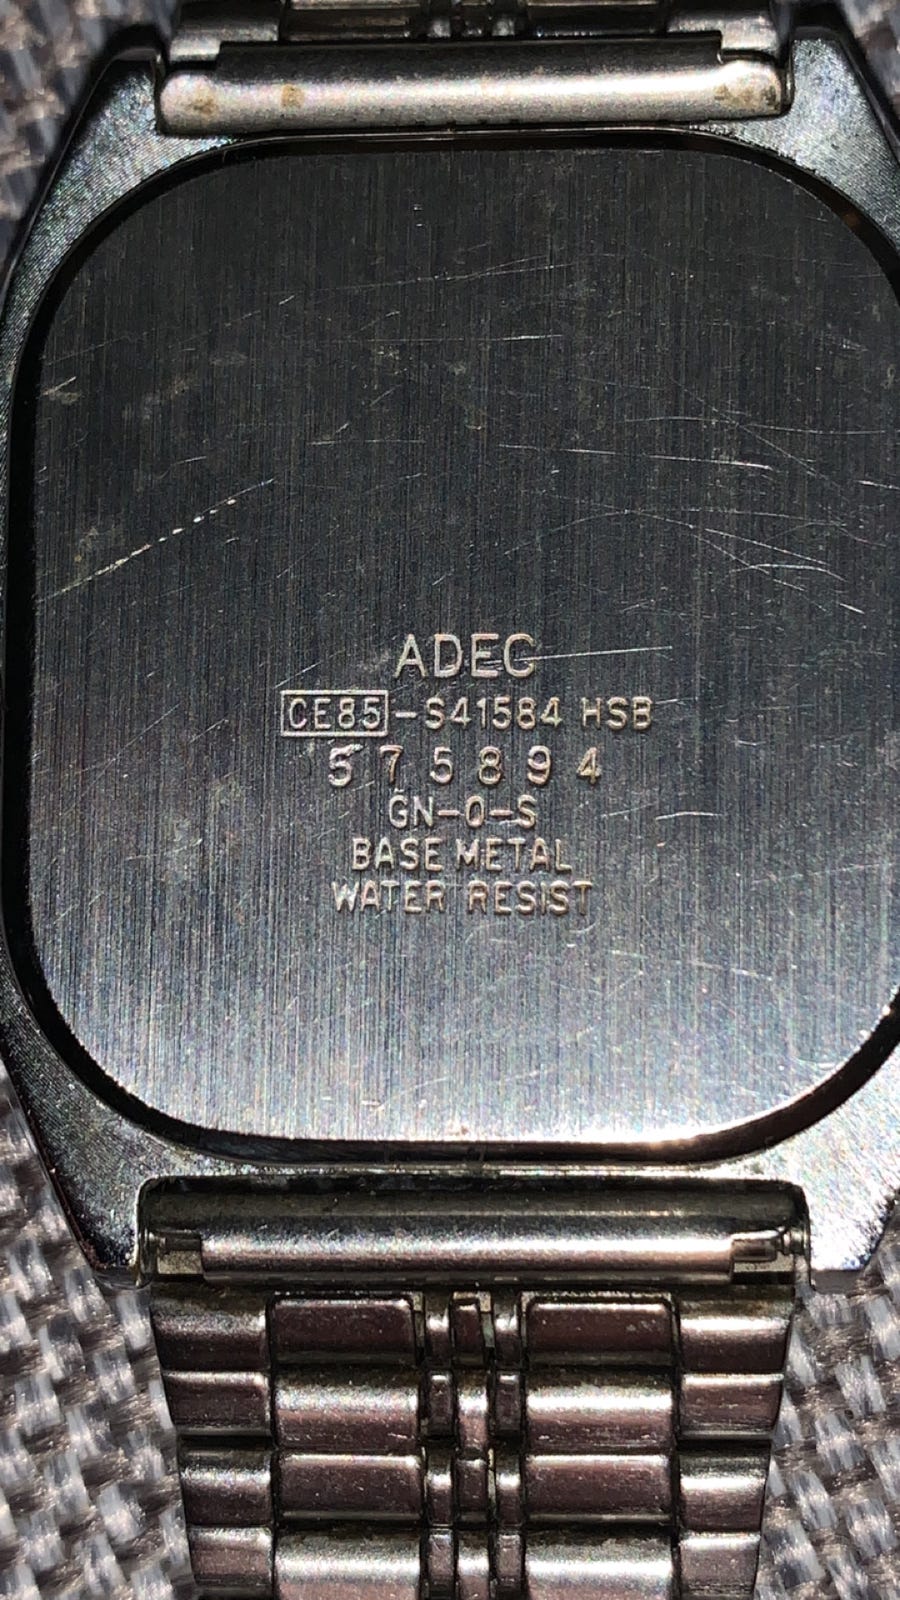 ADEC
CE85-S41584 HSB
575894
GN-0-S
BASE METAL
WATER RESIST